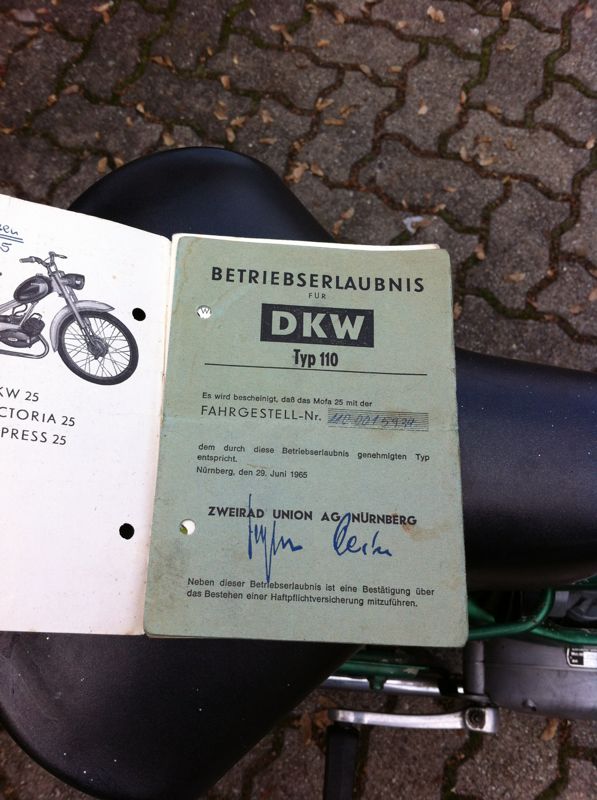 25
KW 25
CTORIA 25
PRESS 25
BETRIEBSERLAUBNIS
FÜR
DKW
Typ 110
Es wird bescheinigt, daß das Mofa 25 mit der
FAHRGESTELL-Nr.
dem durch diese Betriebserlaubnis genehmigten Typ
entspricht.
Nürnberg, den 29. Juni 1965
ZWEIRAD UNION AG NÜRNBERG
Neben dieser Betriebserlaubnis ist eine Bestätigung über
das Bestehen einer Haftpflichtversicherung mitzuführen.